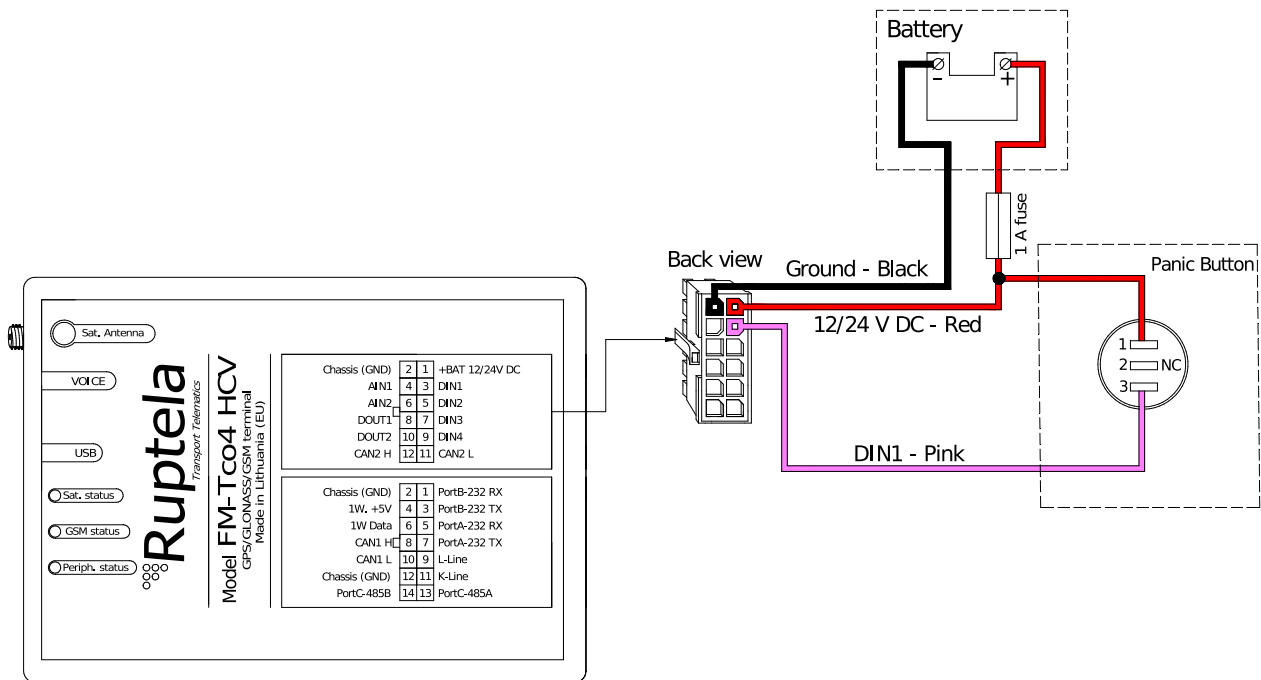 Battery
-
+
1 A fuse
Back view
Ground - Black
12/24 V DC - Red
Panic Button
1
2 NC
3
DIN1 - Pink
Sat. Antenna
VOICE
USB
Sat. status
GSM status
Periph. status
Ruptela
Transport Telematics
Model FM-Tco4 HCV
GPS/GLONASS/GSM terminal
Made in Lithuania (EU)
Chassis (GND) 2 1 +BAT 12/24V DC
AIN1 4 3 DIN1
AIN2 6 5 DIN2
DOUT1 8 7 DIN3
DOUT2 10 9 DIN4
CAN2 H 12 11 CAN2 L
Chassis (GND) 2 1 PortB-232 RX
1W. +5V 4 3 PortB-232 TX
1W Data 6 5 PortA-232 RX
CAN1 H 8 7 PortA-232 TX
CAN1 L 10 9 L-Line
Chassis (GND) 12 11 K-Line
PortC-485B 14 13 PortC-485A